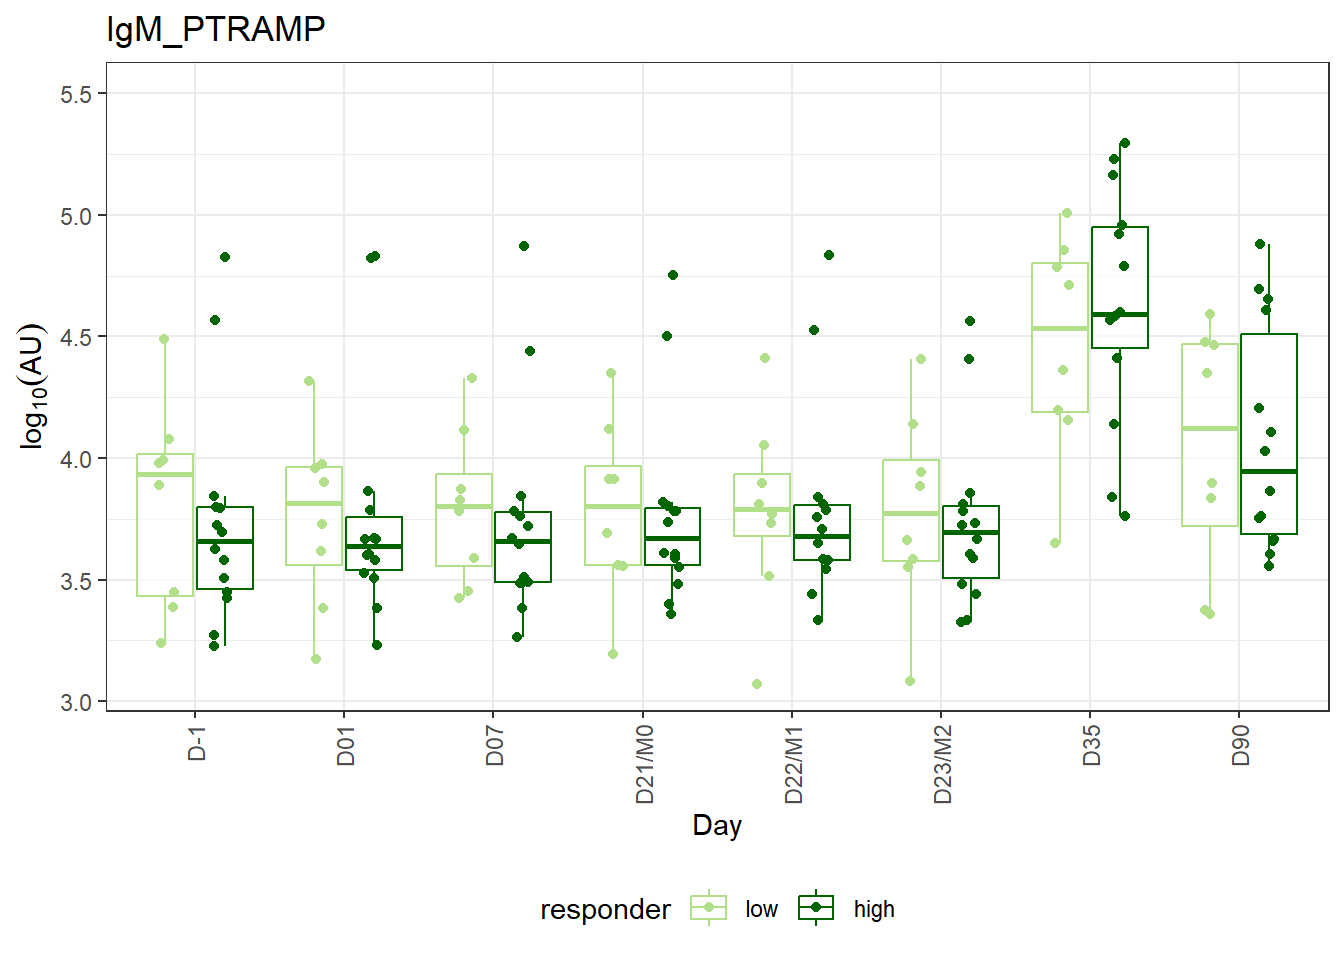 IgM_PTRAMP
5.5
5.0
4.5
4.0
3.5
3.0
log₁₀(AU)
D-1
D01
D07
D21/M0
D22/M1
D23/M2
D35
D90
Day
responder low high